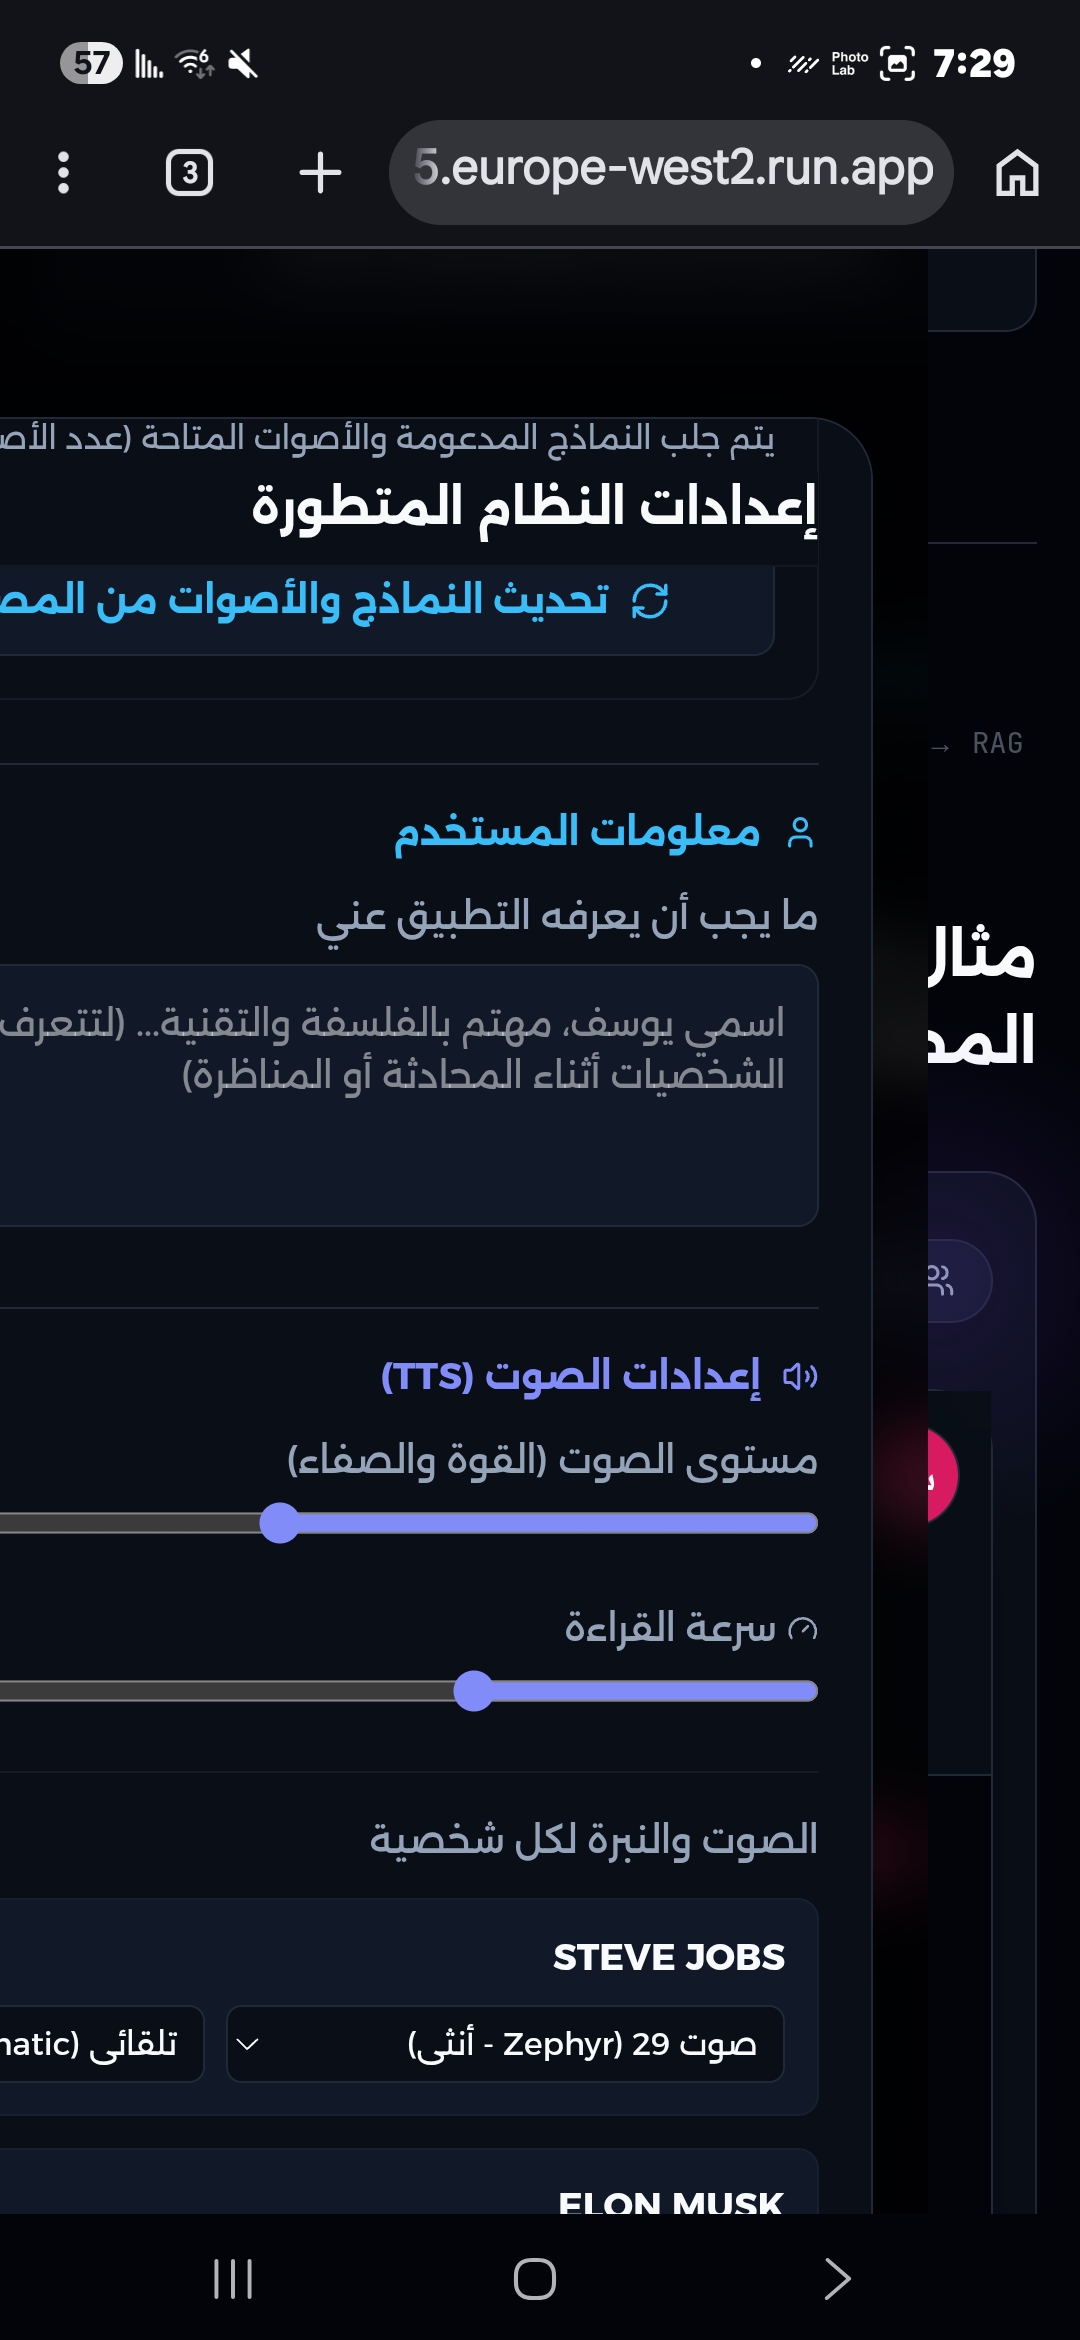 57
6
Photo
Lab
7:29
3
5.europe-west2.run.app
يتم جلب النماذج المدعومة والأصوات المتاحة (عدد
إعدادات النظام المتطورة
تحديث النماذج والأصوات من
→ RAG
معلومات المستخدم
ما يجب أن يعرفه التطبيق عني
مثال
اسمي يوسف، مهتم بالفلسفة والتقنية... (لتتعرف
الشخصيات أثناء المحادثة أو المناظرة)
إعدادات الصوت (TTS)
مستوى الصوت (القوة والصفاء)
سرعة القراءة
الصوت والنبرة لكل شخصية
STEVE JOBS
صوت 29 (Zephyr - أنثى)
تلقائي (matic
ELON MUSK